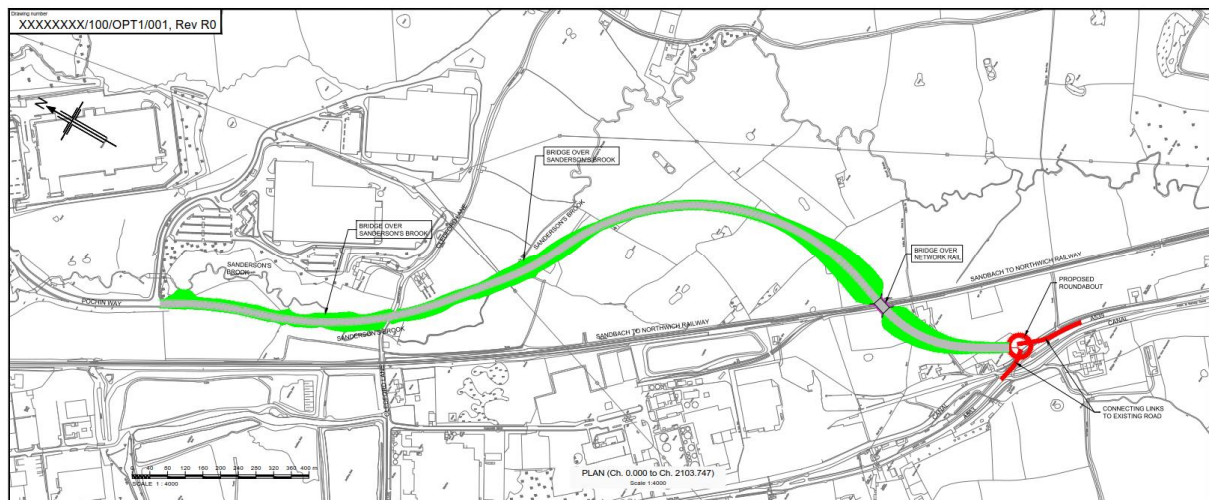 Drawing number
XXXXXXXX/100/OPT1/001, Rev R0
N
BRIDGE OVER
SANDERSON'S BROOK
BRIDGE OVER
SANDERSON'S BROOK
SANDERSON'S BROOK
SANDERSON'S
BROOK
POCHIN WAY
SANDERSON'S BROOK
BRIDGE OVER
NETWORK RAIL
SANDBACH TO NORTHWICH RAILWAY
SANDBACH TO NORTHWICH RAILWAY
PROPOSED
ROUNDABOUT
A533
CANAL
CANAL
CONNECTING LINKS
TO EXISTING ROAD
0 40 80 120 160 200 240 280 320 360 400 m
SCALE 1 : 4000
PLAN (Ch. 0.000 to Ch. 2103.747)
Scale 1:4000